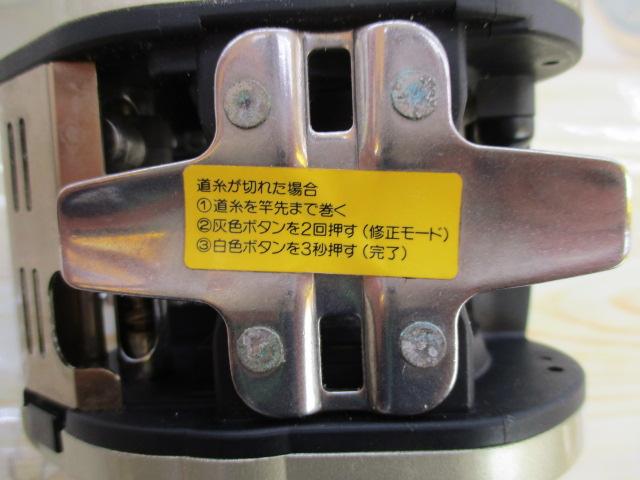 道糸が切れた場合
①道糸を竿先まで巻く
②灰色ボタンを2回押す(修正モード)
③白色ボタンを3秒押す(完了)